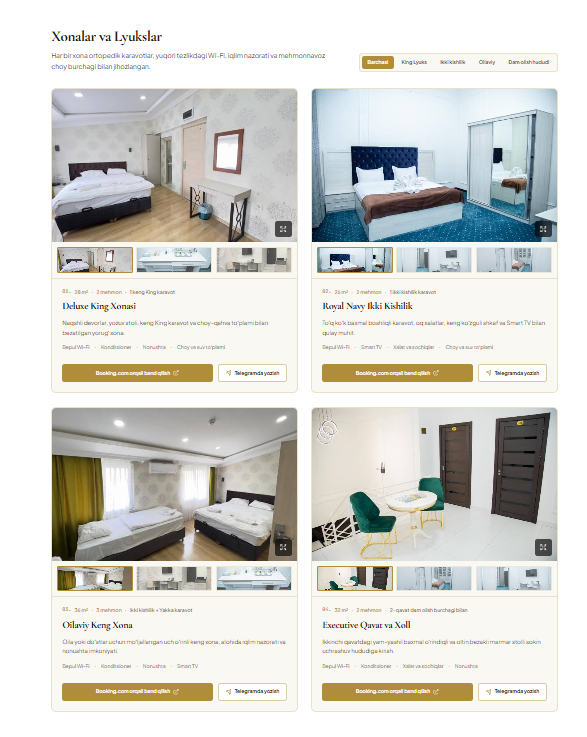 Xonalar va Lyukslar
Har bir xona ortopedik karavotlar, yuqori tezlikdagi Wi-Fi, iqlim nazorati va mehmonnavoz
choy burchagi bilan jihozlangan.
Barchasi King Lyuks Ikki kishilik Oilaviy Dam olish hududi
01. 28 m² · 2 mehmon · 1 keng King karavot
Deluxe King Xonasi
Naqshli devorlar, yozuv stoli, keng King karavot va choy-qahva to'plami bilan
bezatilgan yorug' xona.
Bepul Wi-Fi · Konditsioner · Nonushta · Choy va suv to'plami
Booking.com orqali band qilish
Telegramda yozish
02. 26 m² · 2 mehmon · 1 ikki kishilik karavot
Royal Navy Ikki Kishilik
To'q ko'k baxmal boshliqli karavot, oq salatlar, keng ko'zguli shkaf va Smart TV bilan
qulay muhit.
Bepul Wi-Fi · Smart TV · Xalat va sochiqlar · Choy va suv to'plami
Booking.com orqali band qilish
Telegramda yozish
03. 36 m² · 3 mehmon · Ikki kishilik + Yakka karavot
Oilaviy Keng Xona
Oila yoki do'stlar uchun mo'ljallangan uch o'rinli keng xona, alohida iqlim nazorati va
nonushta imkoniyati.
Bepul Wi-Fi · Konditsioner · Nonushta · Smart TV
Booking.com orqali band qilish
Telegramda yozish
04. 32 m² · 2 mehmon · 2-qavat dam olish burchagi bilan
Executive Qavat va Xoll
Ikkinchi qavatdagi yam-yashil baxmal o'rindiqli va oltin bezakli marmar stolli sokin
uchrashuv hududiga kirish.
Bepul Wi-Fi · Konditsioner · Xalat va sochiqlar · Nonushta
Booking.com orqali band qilish
Telegramda yozish